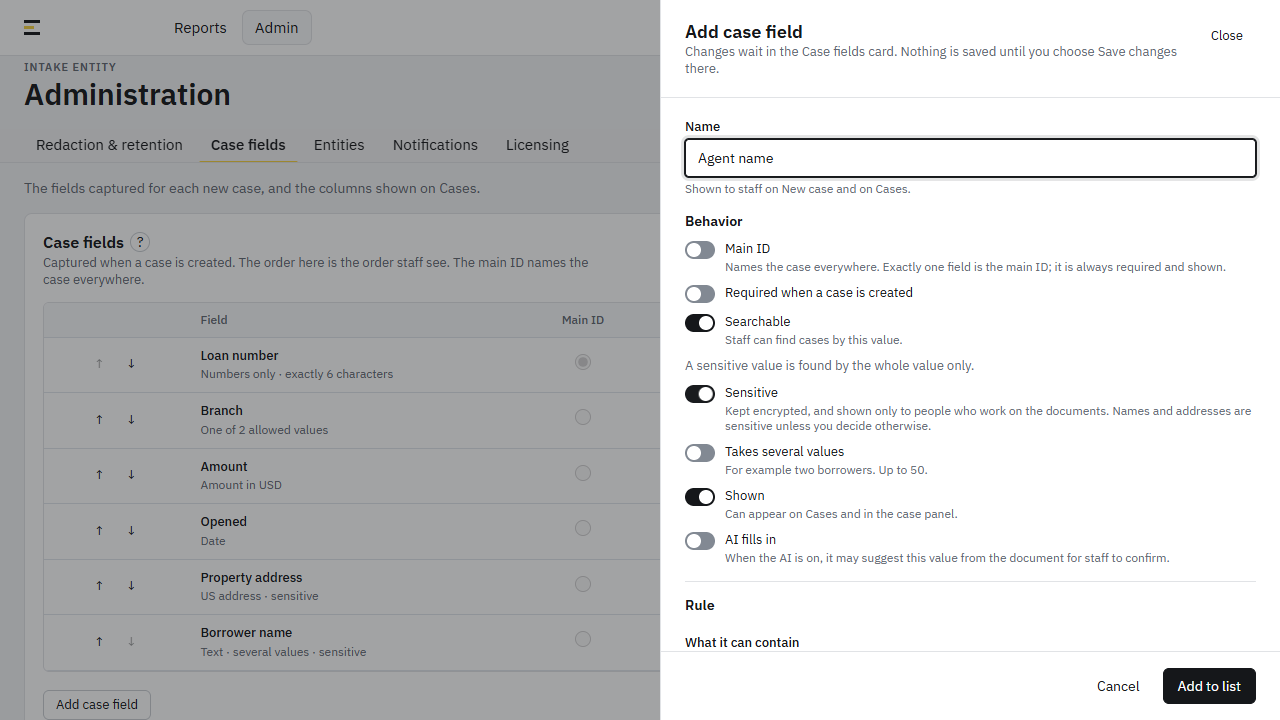 Reports
Admin
INTAKE ENTITY
Administration
Redaction & retention
Case fields
Entities
Notifications
Licensing
The fields captured for each new case, and the columns shown on Cases.
Case fields ?
Captured when a case is created. The order here is the order staff see. The main ID names the
case everywhere.
Field
Main ID
↑ ↓ Loan number
Numbers only · exactly 6 characters
↑ ↓ Branch
One of 2 allowed values
↑ ↓ Amount
Amount in USD
↑ ↓ Opened
Date
↑ ↓ Property address
US address · sensitive
↑ ↓ Borrower name
Text · several values · sensitive
Add case field
Add case field
Close
Changes wait in the Case fields card. Nothing is saved until you choose Save changes
there.
Name
Agent name
Shown to staff on New case and on Cases.
Behavior
Main ID
Names the case everywhere. Exactly one field is the main ID; it is always required and shown.
Required when a case is created
Searchable
Staff can find cases by this value.
A sensitive value is found by the whole value only.
Sensitive
Kept encrypted, and shown only to people who work on the documents. Names and addresses are
sensitive unless you decide otherwise.
Takes several values
For example two borrowers. Up to 50.
Shown
Can appear on Cases and in the case panel.
AI fills in
When the AI is on, it may suggest this value from the document for staff to confirm.
Rule
What it can contain
Cancel
Add to list